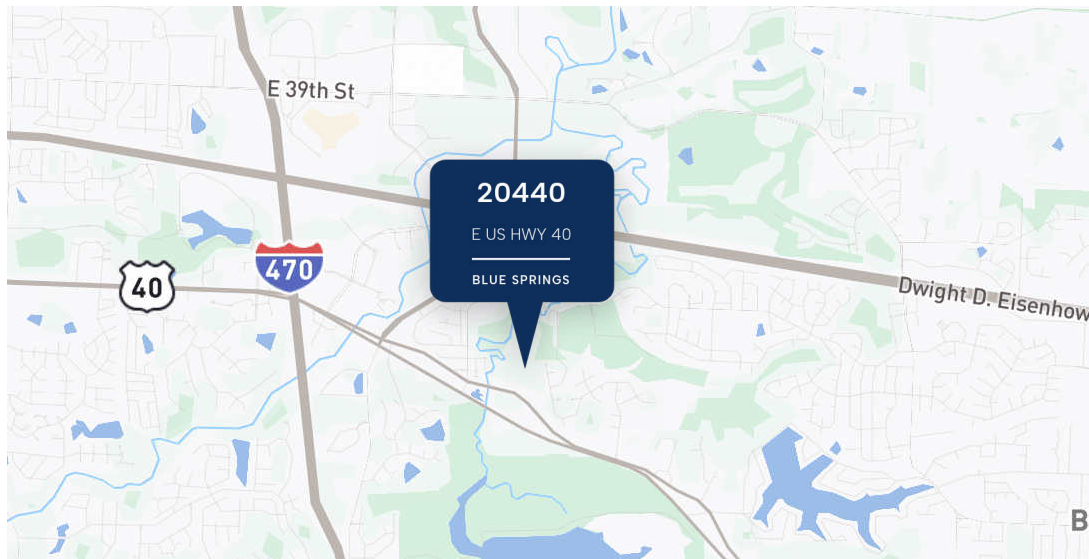 E 39th St
20440
E US HWY 40
BLUE SPRINGS
470
40
Dwight D. Eisenhow
B